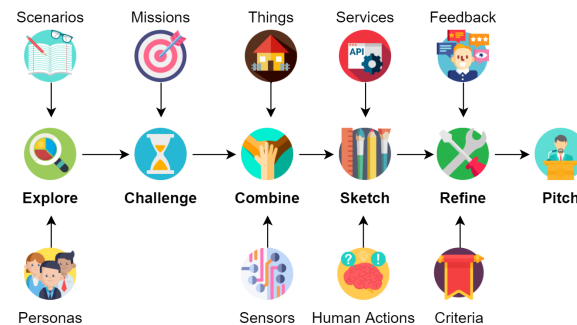 Scenarios
Missions
Things
Services
Feedback
API
Explore
Challenge
Combine
Sketch
Refine
Pitch
? !
Personas
Sensors
Human Actions
Criteria